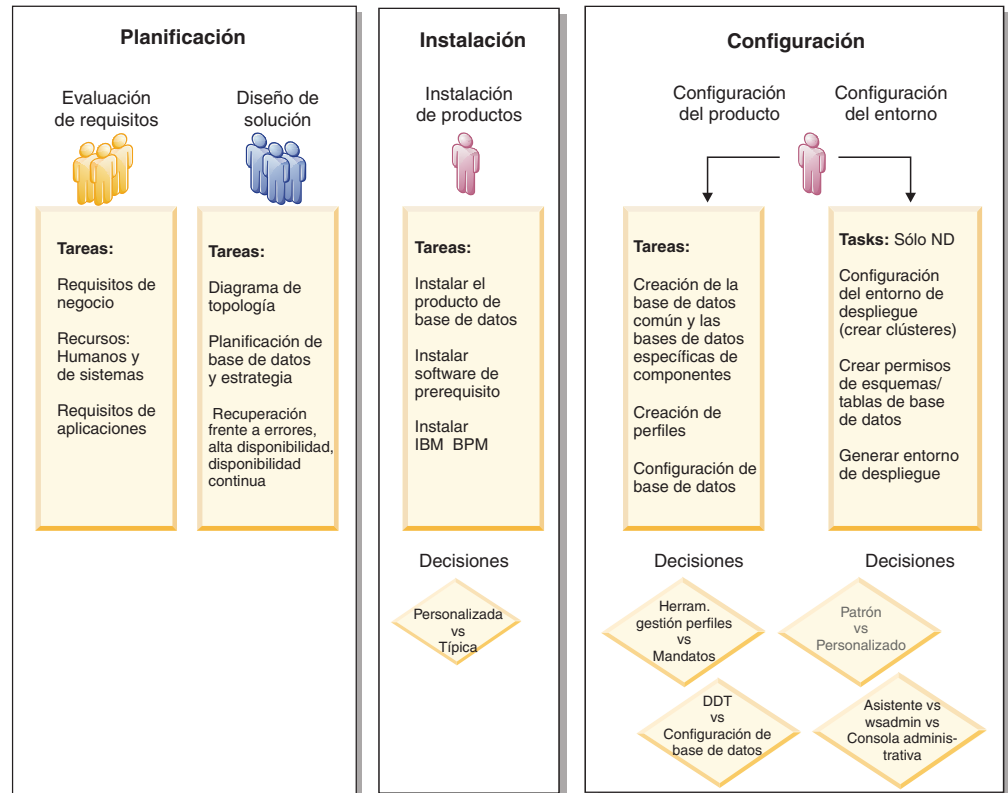 Planificación
Evaluación
de requisitos
Diseño de
solución
Tareas:
Requisitos de
negocio
Recursos:
Humanos y
de sistemas
Requisitos de
aplicaciones
Tareas:
Diagrama de
topología
Planificación de
base de datos
y estrategia
Recuperación
frente a errores,
alta disponibilidad,
disponibilidad
continua
Instalación
Instalación
de productos
Tareas:
Instalar el
producto de
base de datos
Instalar
software de
prerequisito
Instalar
IBM BPM
Decisiones
Personalizada
vs
Típica
Configuración
Configuración
del producto
Configuración
del entorno
Tareas:
Creación de la
base de datos
común y las
bases de datos
específicas de
componentes
Creación de
perfiles
Configuración de
base de datos
Tasks: Sólo ND
Configuración
del entorno de
despliegue
(crear clústeres)
Crear permisos
de esquemas/
tablas de base
de datos
Generar entorno
de despliegue
Decisiones
Herram.
gestión perfiles
vs
Mandatos
DDT
vs
Configuración de
base de datos
Decisiones
Patrón
vs
Personalizado
Asistente vs
wsadmin vs
Consola adminis-
trativa